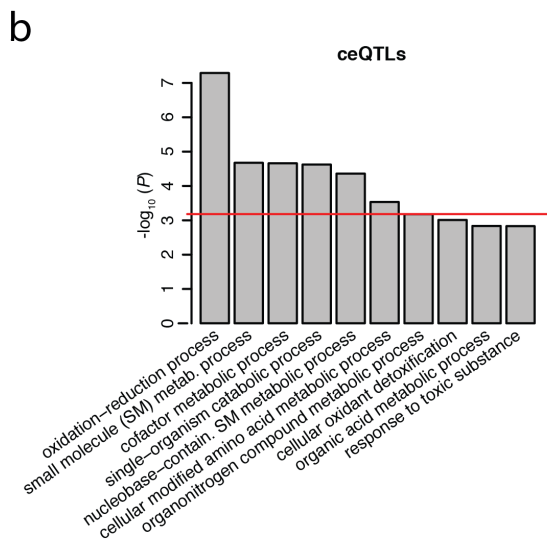 b
ceQTLs
-log10 (P)
7
6
5
4
3
2
1
0
oxidation–reduction process
small molecule (SM) metab. process
cofactor metabolic process
single–organism catabolic process
nucleobase–contain. SM metabolic process
cellular modified amino acid metabolic process
organonitrogen compound metabolic process
cellular oxidant detoxification
organic acid metabolic process
response to toxic substance